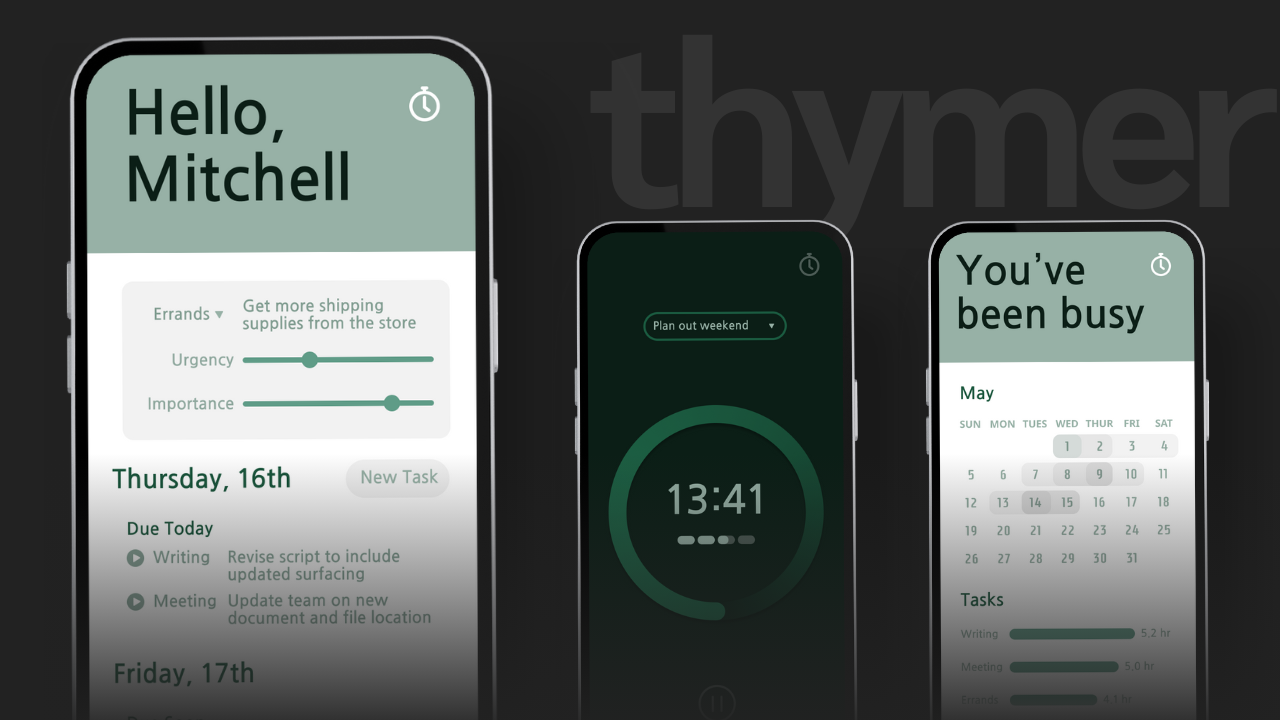 thymer
Hello,
Mitchell
Errands ▾ Get more shipping
supplies from the store
Urgency
Importance
Thursday, 16th New Task
Due Today
Writing Revise script to include
updated surfacing
Meeting Update team on new
document and file location
Friday, 17th
Plan out weekend ▾
13:41
You've
been busy
May
SUN MON TUES WED THUR FRI SAT
1 2 3 4
5 6 7 8 9 10 11
12 13 14 15 16 17 18
19 20 21 22 23 24 25
26 27 28 29 30 31
Tasks
Writing 5.2 hr
Meeting 5.0 hr
Errands 4.1 hr